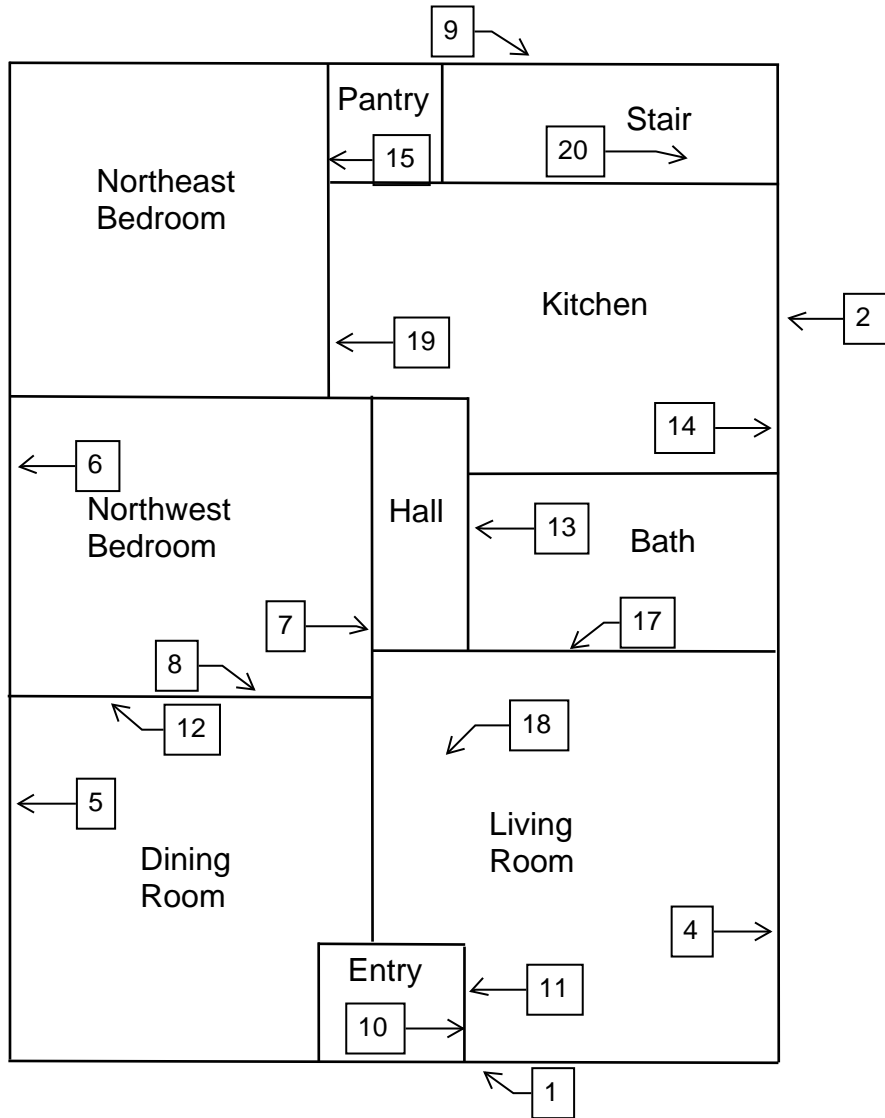 9
Pantry
Stair
20
15
Northeast
Bedroom
Kitchen
2
19
14
6
Northwest
Bedroom
Hall
13
Bath
7
17
8
12
18
5
Living
Room
Dining
Room
4
Entry
11
10
1